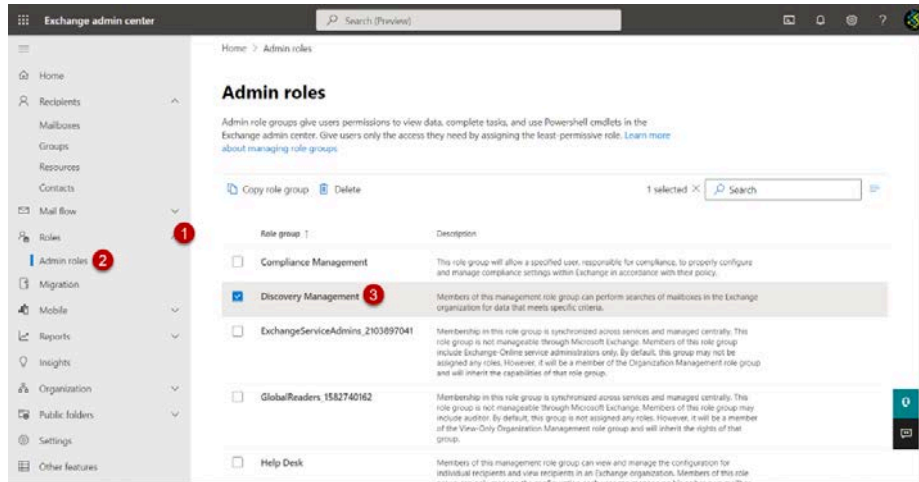 Exchange admin center
Search (Preview)
?
Home > Admin roles
Home
Recipients
Mailboxes
Groups
Resources
Contacts
Mail flow
Roles
1
Admin roles
2
Migration
Mobile
Reports
Insights
Organization
Public folders
Settings
Other features
Admin roles
Admin role groups give users permissions to view data, complete tasks, and use Powershell cmdlets in the
Exchange admin center. Give users only the access they need by assigning the least-permissive role. Learn more
about managing role groups
Copy role group
Delete
1 selected
Search
Role group ↑
Description
Compliance Management
This role group will allow a specified user, responsible for compliance, to properly configure
and manage compliance settings within Exchange in accordance with their policy.
Discovery Management
3
Members of this management role group can perform searches of mailboxes in the Exchange
organization for data that meets specific criteria.
ExchangeServiceAdmins_2103897041
Membership in this role group is synchronized across services and managed centrally. This
role group is not manageable through Microsoft Exchange. Members of this role group
include Exchange-Online service administrators only. By default, this group may not be
assigned any roles. However, it will be a member of the Organization Management role group
and will inherit the capabilities of that role group.
GlobalReaders_1582740162
Membership in this role group is synchronized across services and managed centrally. This
role group is not manageable through Microsoft Exchange. Members of this role group may
include auditor. By default, this group is not assigned any roles. However, it will be a member
of the View-Only Organization Management role group and will inherit the rights of that
group.
Help Desk
Members of this management role group can view and manage the configuration for
individual recipients and view recipients in an Exchange organization. Members of this role